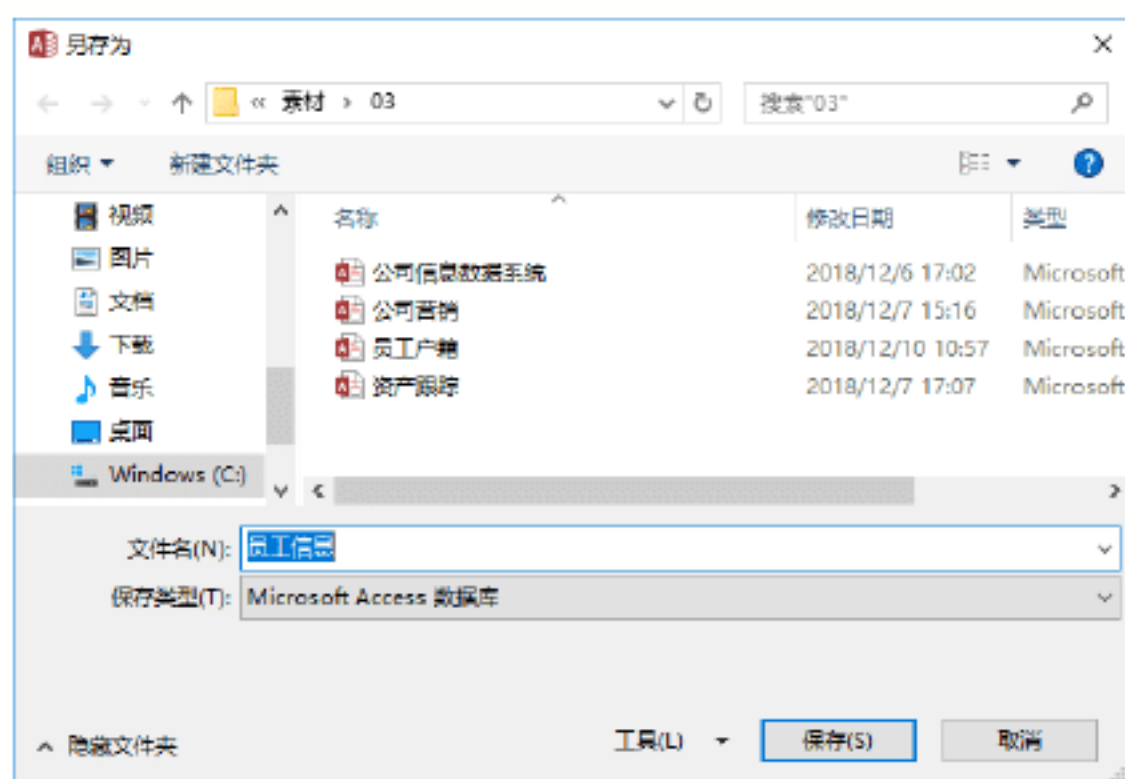 另存为
« 素材 › 03
搜索"03"
组织
新建文件夹
视频
图片
文档
下载
音乐
桌面
Windows (C:)
名称
修改日期
类型
公司信息数据系统 2018/12/6 17:02 Microsoft
公司营销 2018/12/7 15:16 Microsoft
员工户籍 2018/12/10 10:57 Microsoft
资产跟踪 2018/12/7 17:07 Microsoft
文件名(N): 员工信息
保存类型(T): Microsoft Access 数据库
隐藏文件夹
工具(L)
保存(S)
取消